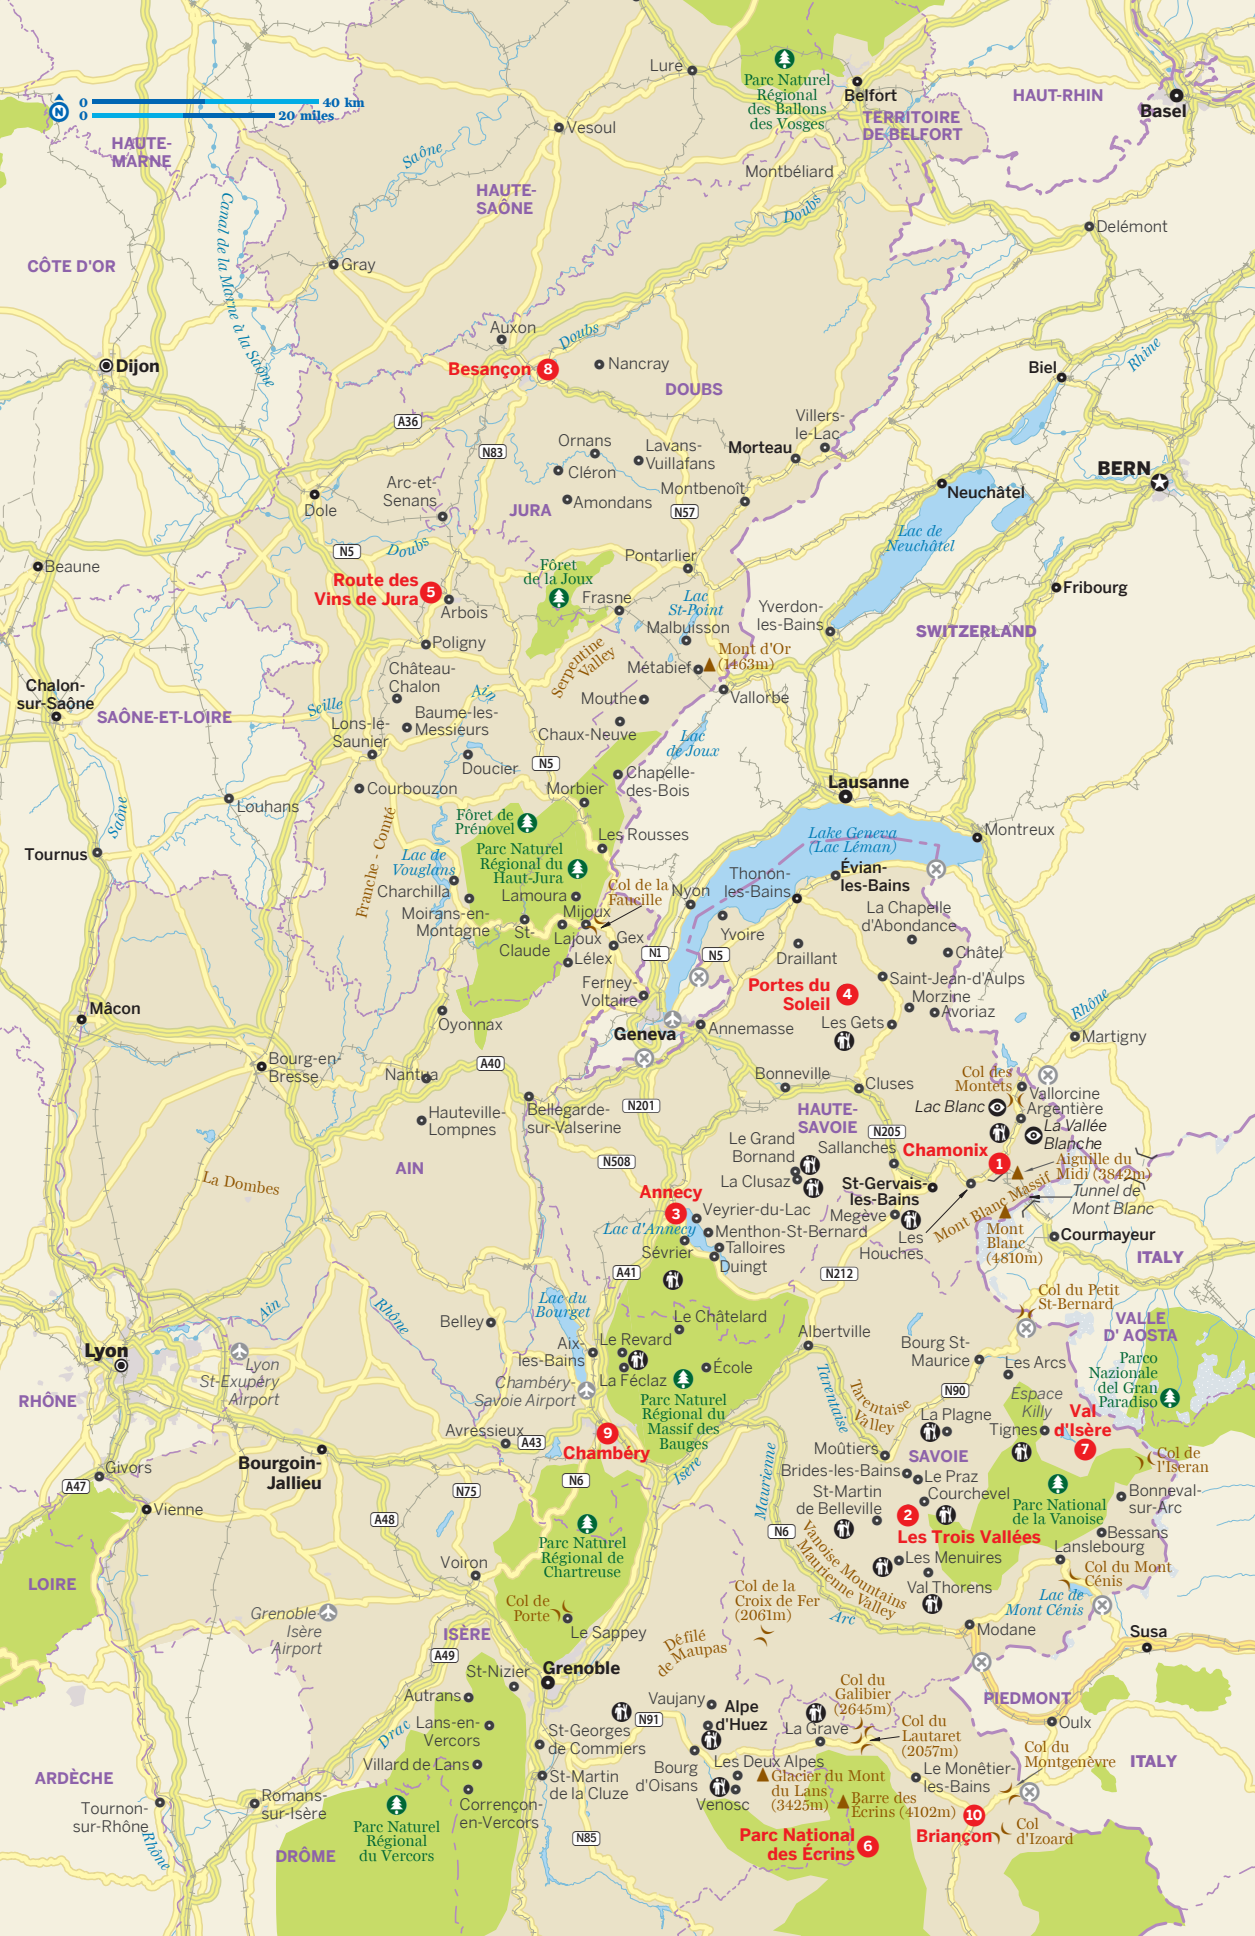 Lure
Parc Naturel
Régional
des Ballons
des Vosges
Belfort
HAUT-RHIN
Basel
0
40 km
N
0
20 miles
TERRITOIRE
DE BELFORT
Vesoul
HAUTE-
MARNE
Saône
Montbéliard
HAUTE-
SAÔNE
Doubs
Canal de la Marne à la Saône
Delémont
CÔTE D'OR
Gray
Auxon
Doubs
Rhine
Dijon
Besançon
8
Nancray
Biel
DOUBS
A36
Villers-
le-Lac
Ornans
Lavans-
Vuillafans
Morteau
N83
Cléron
BERN
Arc-et-
Senans
Montbenoît
Neuchâtel
Dole
Amondans
JURA
N57
Lac de
Neuchâtel
N5
Doubs
Pontarlier
Beaune
Fôret
de la Joux
Route des
Vins de Jura
5
Frasne
Lac
St-Point
Fribourg
Arbois
Yverdon-
les-Bains
Malbuisson
SWITZERLAND
Poligny
Serpentine
Valley
Mont d'Or
(1463m)
Métabief
Château-
Chalon
Chalon-
sur-Saône
Ain
Mouthe
Vallorbe
SAÔNE-ET-LOIRE
Seille
Baume-les-
Messieurs
Lons-le-
Saunier
Chaux-Neuve
Lac
de Joux
Doucier
N5
Chapelle-
des-Bois
Lausanne
Courbouzon
Morbier
Louhans
Saône
Fôret de
Prénovel
Les Rousses
Lake Geneva
(Lac Léman)
Montreux
Tournus
Franche - Comté
Lac de
Vouglans
Parc Naturel
Régional du
Haut-Jura
Évian-
les-Bains
Thonon-
les-Bains
Charchilla
Lamoura
Col de la
Faucille
Nyon
Moirans-en-
Montagne
Mijoux
La Chapelle
d'Abondance
St-
Claude
Lajoux
Gex
Yvoire
N1
N5
Draillant
Châtel
Lélex
Ferney-
Voltaire
Portes du
Soleil
4
Saint-Jean-d'Aulps
Morzine
Avoriaz
Rhône
Mâcon
Oyonnax
Geneva
Annemasse
Les Gets
Martigny
Bourg-en-
Bresse
A40
Nantua
Bonneville
Cluses
Col des
Montets
Vallorcine
Bellegarde-
sur-Valserine
N201
HAUTE-
SAVOIE
Lac Blanc
Argentière
Hauteville-
Lompnes
N205
La Vallée
Blanche
Le Grand
Bornand
Sallanches
Chamonix
1
AIN
N508
Aiguille du
Midi (3842m)
La Dombes
Annecy
3
La Clusaz
St-Gervais-
les-Bains
Mont Blanc Massif
Tunnel de
Mont Blanc
Veyrier-du-Lac
Megève
Lac d'Annecy
Menthon-St-Bernard
Les
Houches
Mont
Blanc
(4810m)
Courmayeur
Sévrier
Talloires
Duingt
ITALY
A41
N212
Ain
Rhône
Lac du
Bourget
Col du Petit
St-Bernard
Belley
Le Châtelard
VALLE
D' AOSTA
Lyon
Aix-
les-Bains
Le Revard
Albertville
Bourg St-
Maurice
Les Arcs
Parco
Nazionale
del Gran
Paradiso
Lyon
St-Exupéry
Airport
La Féclaz
École
Tarentaise
Tarentaise
Valley
N90
Espace
Killy
RHÔNE
Chambéry-
Savoie Airport
Parc Naturel
Régional du
Massif des
Bauges
La Plagne
Tignes
Val
d'Isère
7
Avressieux
A43
9
Chambéry
Moûtiers
SAVOIE
Col de
l'Iseran
Bourgoin-
Jallieu
Isère
Maurienne
Brides-les-Bains
Le Praz
Givors
A47
N6
Courchevel
Parc National
de la Vanoise
Bonneval-
sur-Arc
N75
St-Martin
de Belleville
2
Les Trois Vallées
Vienne
A48
N6
Bessans
Parc Naturel
Régional de
Chartreuse
Vanoise Mountains
Maurienne Valley
Lanslebourg
Voiron
Les Menuires
Col du Mont
Cénis
LOIRE
Val Thorens
Col de
Porte
Col de la
Croix de Fer
(2061m)
Lac de
Mont Cénis
Grenoble-
Isère
Airport
Arc
Le Sappey
ISÈRE
Défilé
de Maupas
Modane
Susa
A49
Grenoble
St-Nizier
Autrans
Vaujany
Alpe
d'Huez
Col du
Galibier
(2645m)
PIEDMONT
Drac
Lans-en-
Vercors
St-Georges
de Commiers
N91
La Grave
Col du
Lautaret
(2057m)
Oulx
Villard de Lans
Bourg
d'Oisans
Les Deux Alpes
Le Monêtier-
les-Bains
Col du
Montgenèvre
ITALY
ARDÈCHE
St-Martin
de la Cluze
Glacier du Mont
du Lans
(3425m)
Tournon-
sur-Rhône
Romans-
sur-Isère
Corrençon-
en-Vercors
Venosc
Barre des
Écrins (4102m)
10
Briançon
Parc Naturel
Régional
du Vercors
Rhône
N85
Parc National
des Écrins
6
Col
d'Izoard
DRÔME